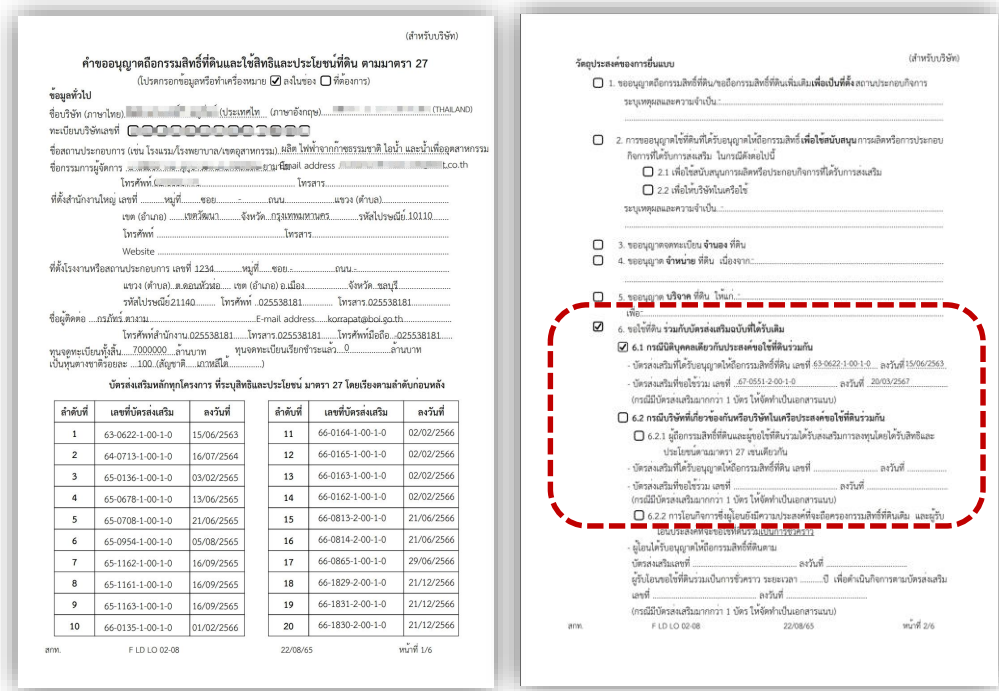 (สำหรับบริษัท)
คำขออนุญาตถือกรรมสิทธิ์ที่ดินและใช้สิทธิและประโยชน์ที่ดิน ตามมาตรา 27
(โปรดกรอกข้อมูลหรือทำเครื่องหมาย ☑ ลงในช่อง ☐ ที่ต้องการ)
ข้อมูลทั่วไป
ชื่อบริษัท (ภาษาไทย) (ประเทศไท (ภาษาอังกฤษ) (THAILAND)
ทะเบียนบริษัทเลขที่
ชื่อสถานประกอบการ (เช่น โรงแรม/โรงพยาบาล/เขตอุตสาหกรรม) ผลิต ไฟฟ้าจากก๊าซธรรมชาติ ไอน้ำ และน้ำเพื่ออุตสาหกรรม
ชื่อกรรมการผู้จัดการ Email address t.co.th
โทรศัพท์ โทรสาร
ที่ตั้งสำนักงานใหญ่ เลขที่ หมู่ที่ ซอย - ถนน แขวง (ตำบล)
เขต (อำเภอ) เขตวัฒนา จังหวัด กรุงเทพมหานคร รหัสไปรษณีย์ 10110
โทรศัพท์ โทรสาร
Website
ที่ตั้งโรงงานหรือสถานประกอบการ เลขที่ 1234 หมู่ที่ ซอย - ถนน -
แขวง (ตำบล) ต.ดอนหัวฬ่อ เขต (อำเภอ) อ.เมือง จังหวัด ชลบุรี
รหัสไปรษณีย์ 21140 โทรศัพท์ .025538181 โทรสาร 025538181
ชื่อผู้ติดต่อ กรภัทร์ ตางาม E-mail address korrapat@boi.go.th
โทรศัพท์สำนักงาน 025538181 โทรสาร 025538181 โทรศัพท์มือถือ 025538181
ทุนจดทะเบียนทั้งสิ้น 7000000 ล้านบาท ทุนจดทะเบียนเรียกชำระแล้ว 0 ล้านบาท
เป็นหุ้นต่างชาติร้อยละ 100 (สัญชาติ เกาหลีใต้ )
บัตรส่งเสริมหลักทุกโครงการ ที่ระบุสิทธิและประโยชน์ มาตรา 27 โดยเรียงตามลำดับก่อนหลัง
ลำดับที่ เลขที่บัตรส่งเสริม ลงวันที่ ลำดับที่ เลขที่บัตรส่งเสริม ลงวันที่
1 63-0622-1-00-1-0 15/06/2563 11 66-0164-1-00-1-0 02/02/2566
2 64-0713-1-00-1-0 16/07/2564 12 66-0165-1-00-1-0 02/02/2566
3 65-0136-1-00-1-0 03/02/2565 13 66-0163-1-00-1-0 02/02/2566
4 65-0678-1-00-1-0 13/06/2565 14 66-0162-1-00-1-0 02/02/2566
5 65-0708-1-00-1-0 21/06/2565 15 66-0813-2-00-1-0 21/06/2566
6 65-0954-1-00-1-0 05/08/2565 16 66-0814-2-00-1-0 21/06/2566
7 65-1162-1-00-1-0 16/09/2565 17 66-0865-1-00-1-0 29/06/2566
8 65-1161-1-00-1-0 16/09/2565 18 66-1829-2-00-1-0 21/12/2566
9 65-1163-1-00-1-0 16/09/2565 19 66-1831-2-00-1-0 21/12/2566
10 66-0135-1-00-1-0 01/02/2566 20 66-1830-2-00-1-0 21/12/2566
สกท. F LD LO 02-08 22/08/65 หน้าที่ 1/6
(สำหรับบริษัท)
วัตถุประสงค์ของการยื่นแบบ
☐ 1. ขออนุญาตถือกรรมสิทธิ์ที่ดิน/ขอถือกรรมสิทธิ์ที่ดินเพิ่มเติมเพื่อเป็นที่ตั้ง สถานประกอบกิจการ
ระบุเหตุผลและความจำเป็น :
☐ 2. การขออนุญาตใช้ที่ดินที่ได้รับอนุญาตให้ถือกรรมสิทธิ์ เพื่อใช้สนับสนุน การผลิตหรือการประกอบ
กิจการที่ได้รับการส่งเสริม ในกรณีดังต่อไปนี้
☐ 2.1 เพื่อใช้สนับสนุนการผลิตหรือประกอบกิจการที่ได้รับการส่งเสริม
☐ 2.2 เพื่อให้บริษัทในเครือใช้
ระบุเหตุผลและความจำเป็น :
☐ 3. ขออนุญาตจดทะเบียน จำนอง ที่ดิน
☐ 4. ขออนุญาต จำหน่าย ที่ดิน เนื่องจาก :
☐ 5. ขออนุญาต บริจาค ที่ดิน ให้แก่ :
เพื่อ:
☑ 6. ขอใช้ที่ดิน ร่วมกับบัตรส่งเสริมฉบับที่ได้รับเดิม
☑ 6.1 กรณีนิติบุคคลเดียวกันประสงค์ขอใช้ที่ดินร่วมกัน
- บัตรส่งเสริมที่ได้รับอนุญาตให้ถือกรรมสิทธิ์ที่ดิน เลขที่ 63-0622-1-00-1-0 ลงวันที่ 15/06/2563
- บัตรส่งเสริมที่ขอใช้ร่วม เลขที่ 67-0551-2-00-1-0 ลงวันที่ 20/03/2567
(กรณีมีบัตรส่งเสริมมากกว่า 1 บัตร ให้จัดทำเป็นเอกสารแนบ)
☐ 6.2 กรณีบริษัทที่เกี่ยวข้องกันหรือบริษัทในเครือประสงค์ขอใช้ที่ดินร่วมกัน
☐ 6.2.1 ผู้ถือกรรมสิทธิ์ที่ดินและผู้ขอใช้ที่ดินร่วมได้รับส่งเสริมการลงทุนโดยได้รับสิทธิและ
ประโยชน์ตามมาตรา 27 เช่นเดียวกัน
- บัตรส่งเสริมที่ได้รับอนุญาตให้ถือกรรมสิทธิ์ที่ดิน เลขที่ ลงวันที่
- บัตรส่งเสริมที่ขอใช้ร่วม เลขที่ ลงวันที่
(กรณีมีบัตรส่งเสริมมากกว่า 1 บัตร ให้จัดทำเป็นเอกสารแนบ)
☐ 6.2.2 การโอนกิจการซึ่งผู้โอนยังมีความประสงค์ที่จะถือครองกรรมสิทธิ์ที่ดินเดิม และผู้รับ
โอนประสงค์ที่จะขอใช้ที่ดินร่วมเป็นการชั่วคราว
- ผู้โอนได้รับอนุญาตให้ถือกรรมสิทธิ์ที่ดินตาม
บัตรส่งเสริมเลขที่ ลงวันที่
ผู้รับโอนขอใช้ที่ดินร่วมเป็นการชั่วคราว ระยะเวลา ปี เพื่อดำเนินกิจการตามบัตรส่งเสริม
เลขที่ ลงวันที่
(กรณีมีบัตรส่งเสริมมากกว่า 1 บัตร ให้จัดทำเป็นเอกสารแนบ)
สกท. F LD LO 02-08 22/08/65 หน้าที่ 2/6